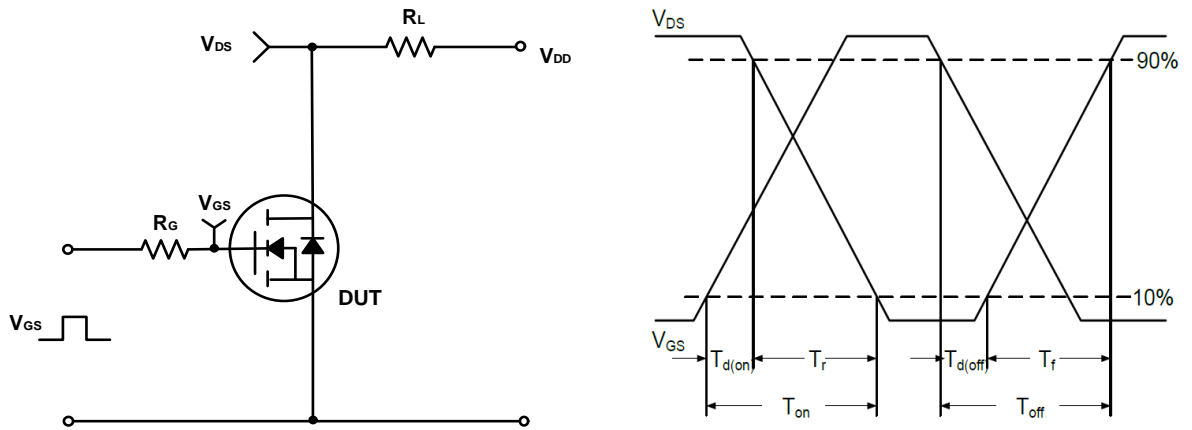 RL
VDS
VDD
VGS
RG
DUT
VGS
VDS
90%
10%
VGS
Td(on)
Tr
Td(off)
Tf
Ton
Toff